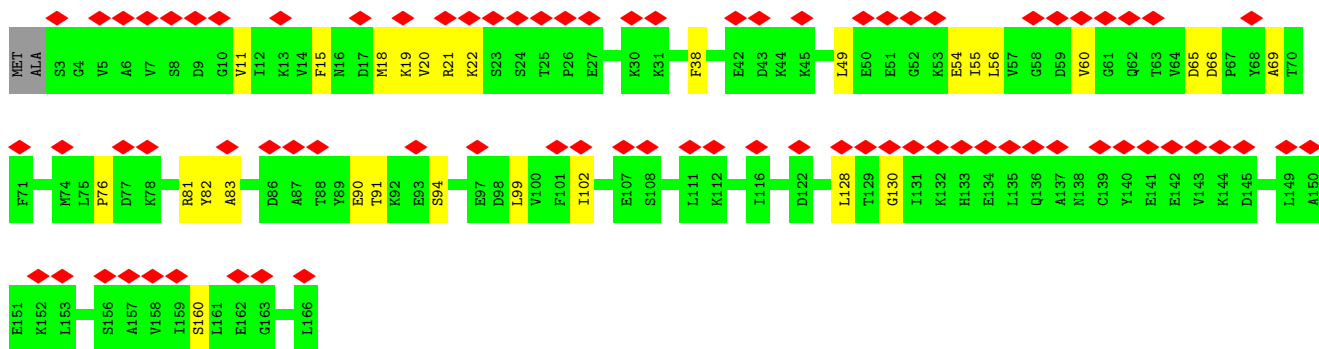 MET ALA S3 G4 V5 A6 V7 S8 D9 G10 V11 I12 K13 V14 F15 N16 D17 M18 K19 V20 R21 K22 S23 S24 T25 P26 E27 K30 K31 F38 E42 D43 K44 K45 L49 E50 E51 G52 K53 E54 I55 L56 V57 G58 D59 V60 G61 Q62 T63 V64 D65 D66 P67 Y68 A69 T70
F71 M74 L75 P76 D77 K78 R81 Y82 A83 D86 A87 T88 Y89 E90 T91 K92 E93 S94 E97 D98 L99 V100 F101 I102 E107 S108 L111 K112 I116 D122 L128 T129 G130 I131 K132 H133 E134 L135 Q136 A137 N138 C139 Y140 E141 E142 V143 K144 D145 L149 A150
E151 K152 L153 S156 A157 V158 I159 S160 L161 E162 G163 L166